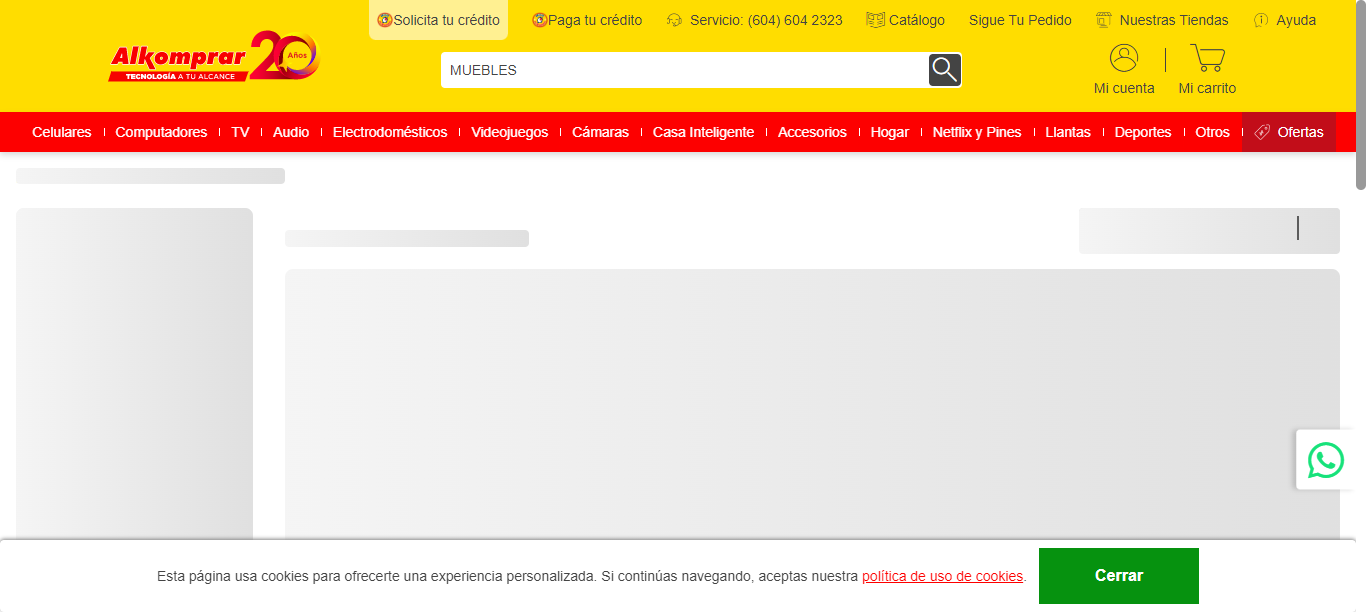 Solicita tu crédito
Paga tu crédito
Servicio: (604) 604 2323
Catálogo
Sigue Tu Pedido
Nuestras Tiendas
Ayuda
Alkomprar 20 Años
TECNOLOGÍA A TU ALCANCE
MUEBLES
Mi cuenta
Mi carrito
Celulares
Computadores
TV
Audio
Electrodomésticos
Videojuegos
Cámaras
Casa Inteligente
Accesorios
Hogar
Netflix y Pines
Llantas
Deportes
Otros
Ofertas
Esta página usa cookies para ofrecerte una experiencia personalizada. Si continúas navegando, aceptas nuestra política de uso de cookies.
Cerrar